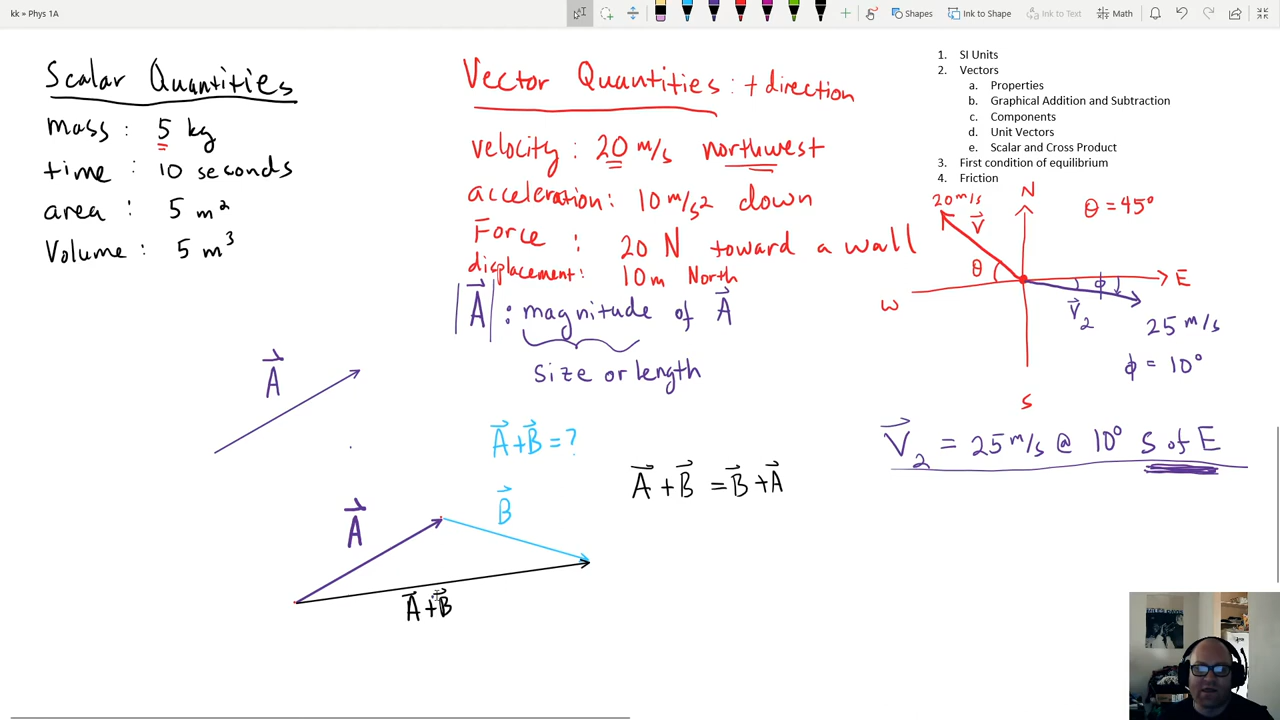 kk » Phys 1A
Shapes
Ink to Shape
Ink to Text
Math
Scalar Quantities
mass : 5 kg
time : 10 seconds
area : 5 m²
Volume : 5 m³
Vector Quantities : + direction
velocity : 20 m/s northwest
acceleration : 10 m/s² down
Force : 20 N toward a wall
displacement : 10 m North
|A⃗| : magnitude of A⃗
size or length
1. SI Units
2. Vectors
a. Properties
b. Graphical Addition and Subtraction
c. Components
d. Unit Vectors
e. Scalar and Cross Product
3. First condition of equilibrium
4. Friction
20 m/s
V⃗
N
θ = 45°
θ
W
E
S
ϕ
V⃗₂
25 m/s
ϕ = 10°
V⃗₂ = 25 m/s @ 10° S of E
A⃗
A⃗+B⃗ = ?
A⃗ + B⃗ = B⃗ + A⃗
A⃗
B⃗
A⃗+B⃗